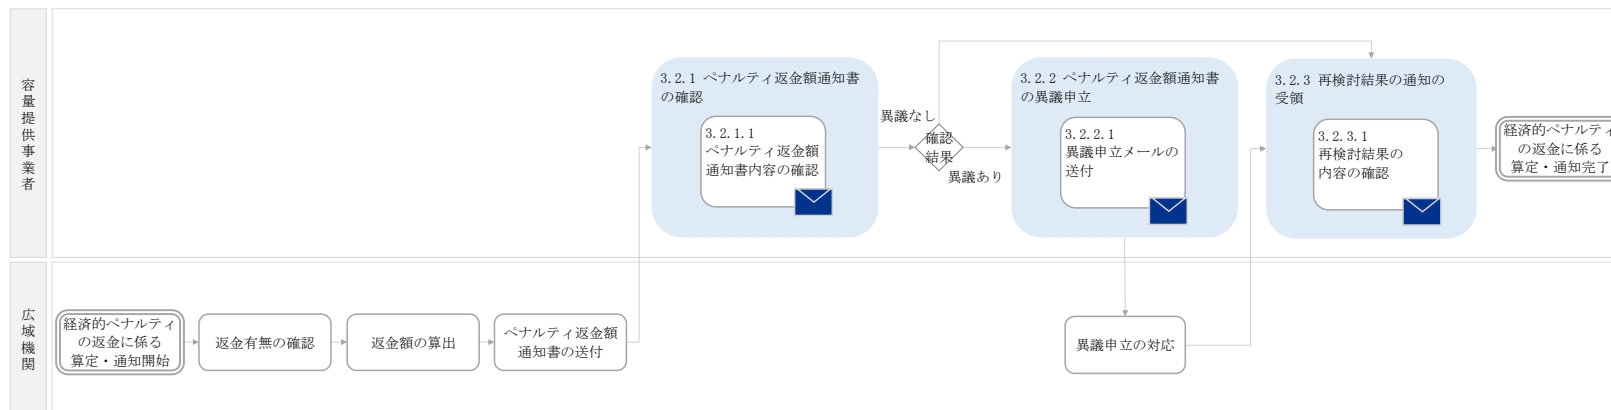 容量提供事業者
3.2.1 ペナルティ返金額通知書
の確認
3.2.1.1
ペナルティ返金額
通知書内容の確認
異議なし
確認
結果
異議あり
3.2.2 ペナルティ返金額通知書
の異議申立
3.2.2.1
異議申立メールの
送付
3.2.3 再検討結果の通知の
受領
3.2.3.1
再検討結果の
内容の確認
経済的ペナルティ
の返金に係る
算定・通知完了
広域機関
経済的ペナルティ
の返金に係る
算定・通知開始
返金有無の確認
返金額の算出
ペナルティ返金額
通知書の送付
異議申立の対応